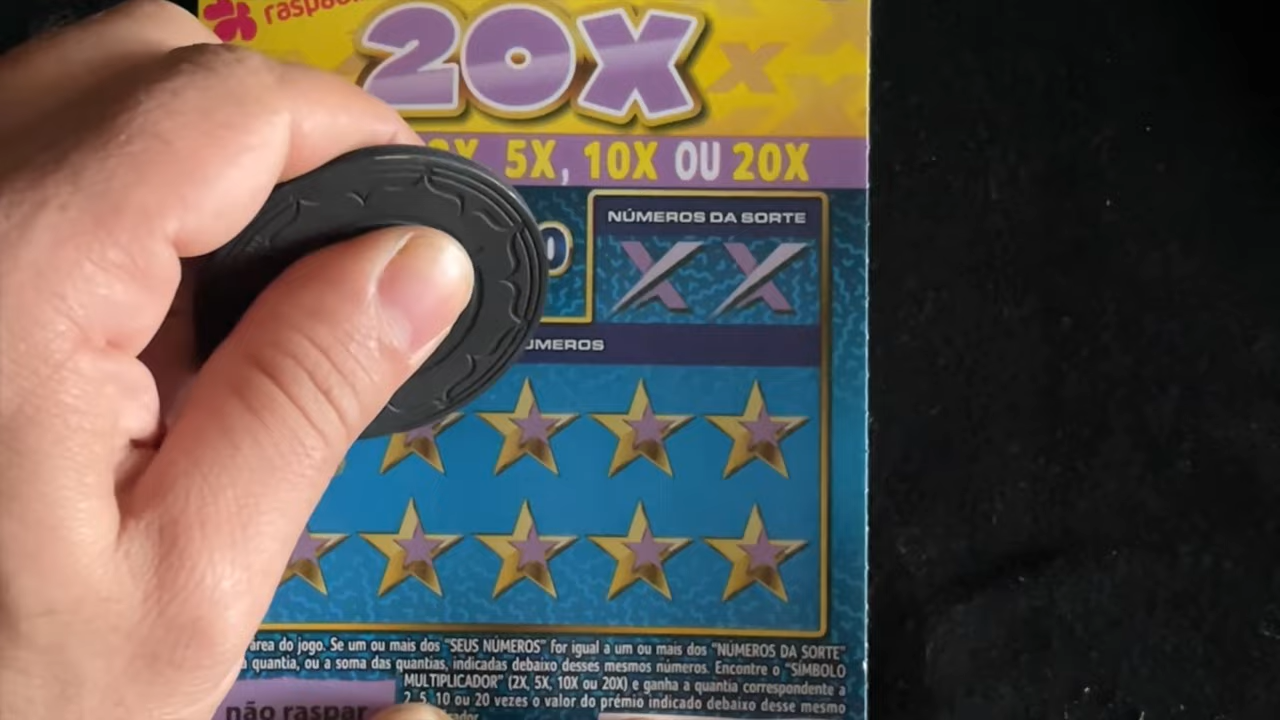 20X
X
2X, 5X, 10X OU 20X
NÚMEROS DA SORTE
X X
área do jogo. Se um ou mais dos "SEUS NÚMEROS" for igual a um ou mais dos "NÚMEROS DA SORTE"
a quantia, ou a soma das quantias, indicadas debaixo desses mesmos números. Encontre o "SÍMBOLO
MULTIPLICADOR" (2X, 5X, 10X ou 20X) e ganha a quantia correspondente a
2, 5, 10 ou 20 vezes o valor do prémio indicado debaixo desse mesmo
não raspar